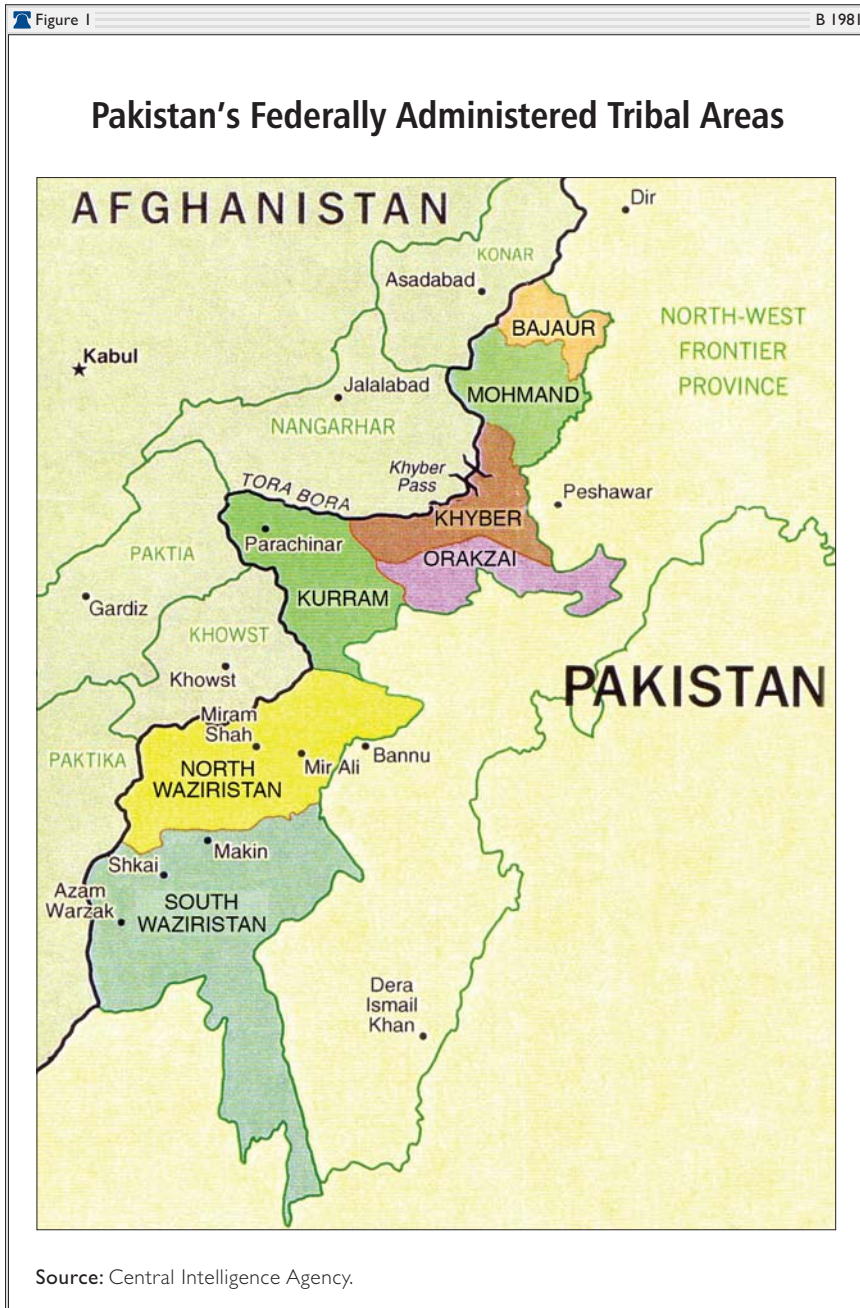 Figure 1
B 1981
Pakistan's Federally Administered Tribal Areas
AFGHANISTAN
Dir
KONAR
Asadabad
BAJAUR
NORTH-WEST
FRONTIER
PROVINCE
Kabul
Jalalabad
MOHMAND
NANGARHAR
Khyber
Pass
TORA BORA
Peshawar
KHYBER
Parachinar
ORAKZAI
PAKTIA
KURRAM
Gardiz
KHOWST
Khowst
PAKISTAN
Miram
Shah
Bannu
PAKTIKA
Mir Ali
NORTH
WAZIRISTAN
Makin
Shkai
Azam
Warzak
SOUTH
WAZIRISTAN
Dera
Ismail
Khan
Source: Central Intelligence Agency.